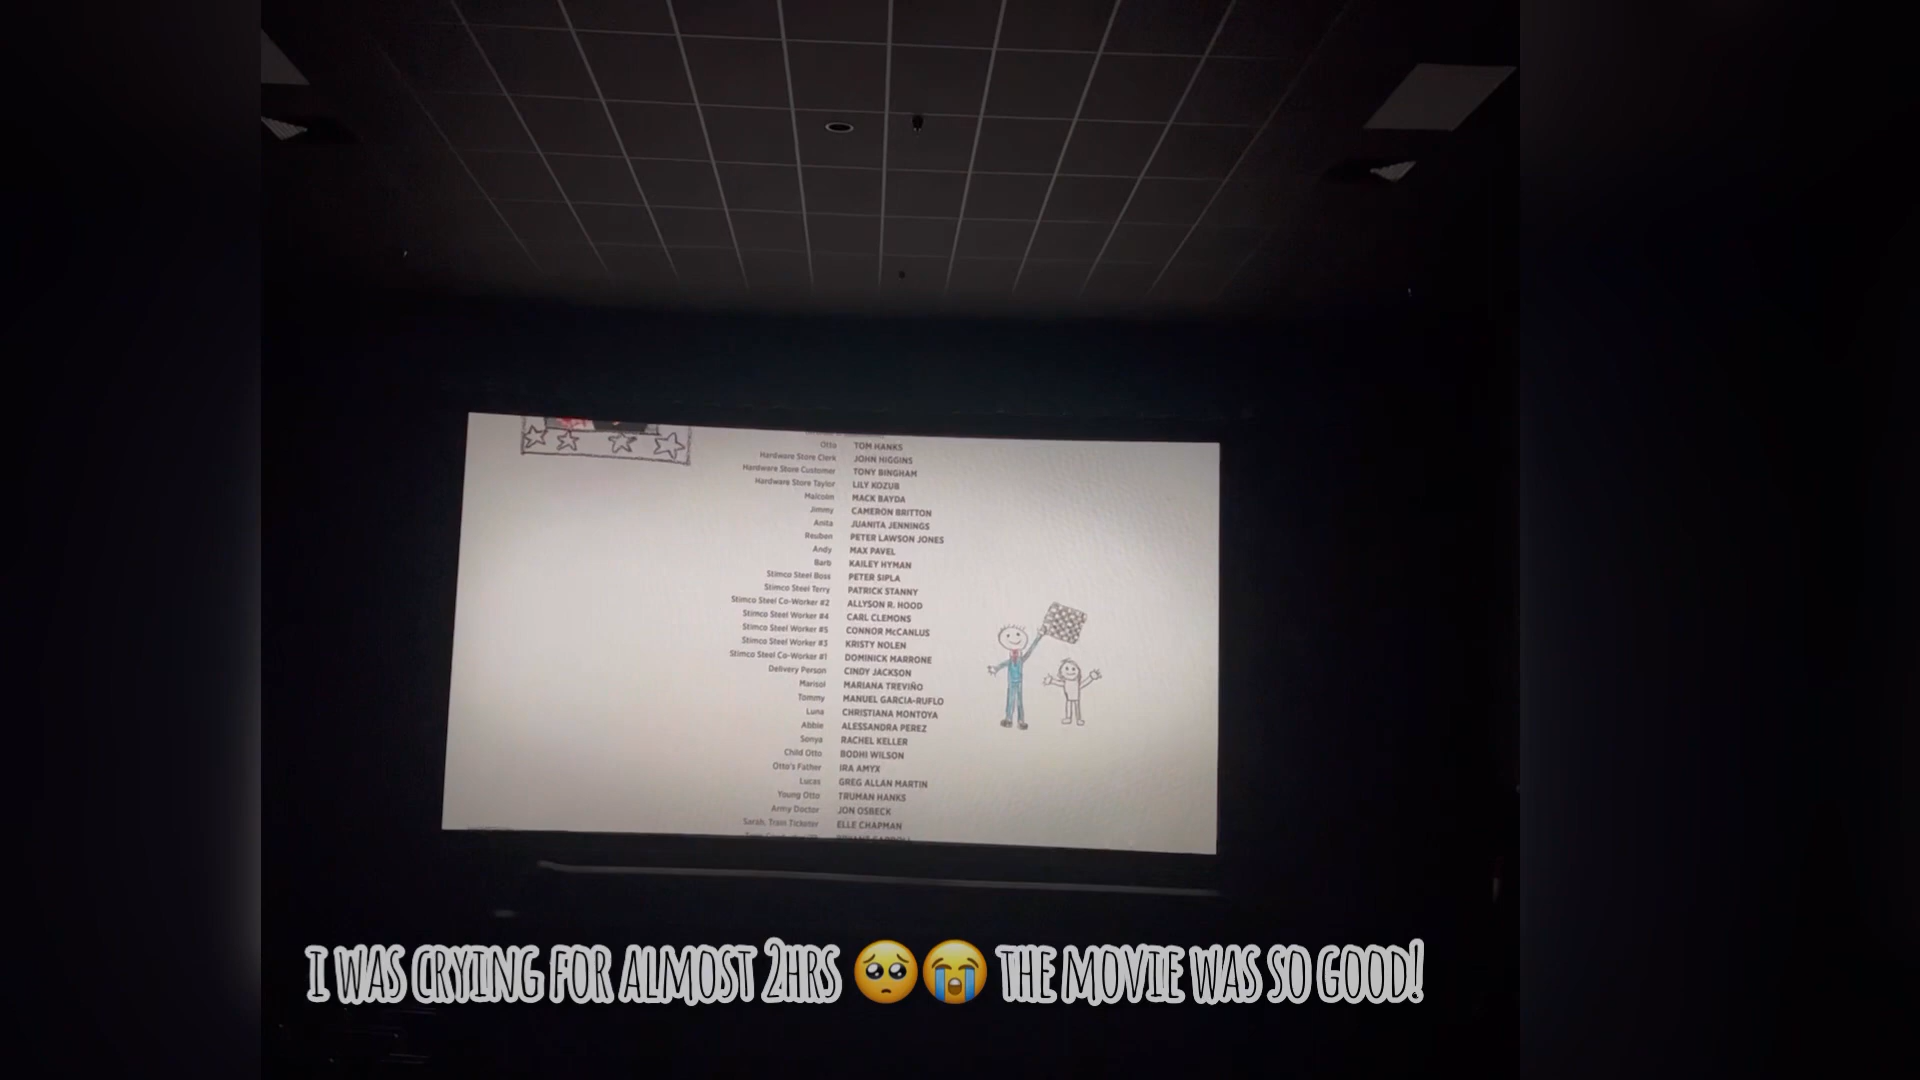 Otto TOM HANKS
Hardware Store Clerk JOHN HIGGINS
Hardware Store Customer TONY BINGHAM
Hardware Store Taylor LILY KOZUB
Malcolm MACK BAYDA
Jimmy CAMERON BRITTON
Anita JUANITA JENNINGS
Reuben PETER LAWSON JONES
Andy MAX PAVEL
Barb KAILEY HYMAN
Stimco Steel Boss PETER SIPLA
Stimco Steel Terry PATRICK STANNY
Stimco Steel Co-Worker #2 ALLYSON R. HOOD
Stimco Steel Worker #4 CARL CLEMONS
Stimco Steel Worker #5 CONNOR McCANLUS
Stimco Steel Worker #3 KRISTY NOLEN
Stimco Steel Co-Worker #1 DOMINICK MARRONE
Delivery Person CINDY JACKSON
Marisol MARIANA TREVIÑO
Tommy MANUEL GARCIA-RULFO
Luna CHRISTIANA MONTOYA
Abbie ALESSANDRA PEREZ
Sonya RACHEL KELLER
Child Otto BODHI WILSON
Otto's Father IRA AMYX
Lucas GREG ALLAN MARTIN
Young Otto TRUMAN HANKS
Army Doctor JON OSBECK
Sarah, Train Ticketer ELLE CHAPMAN
I WAS CRYING FOR ALMOST 2HRS 🥺😭 THE MOVIE WAS SO GOOD!